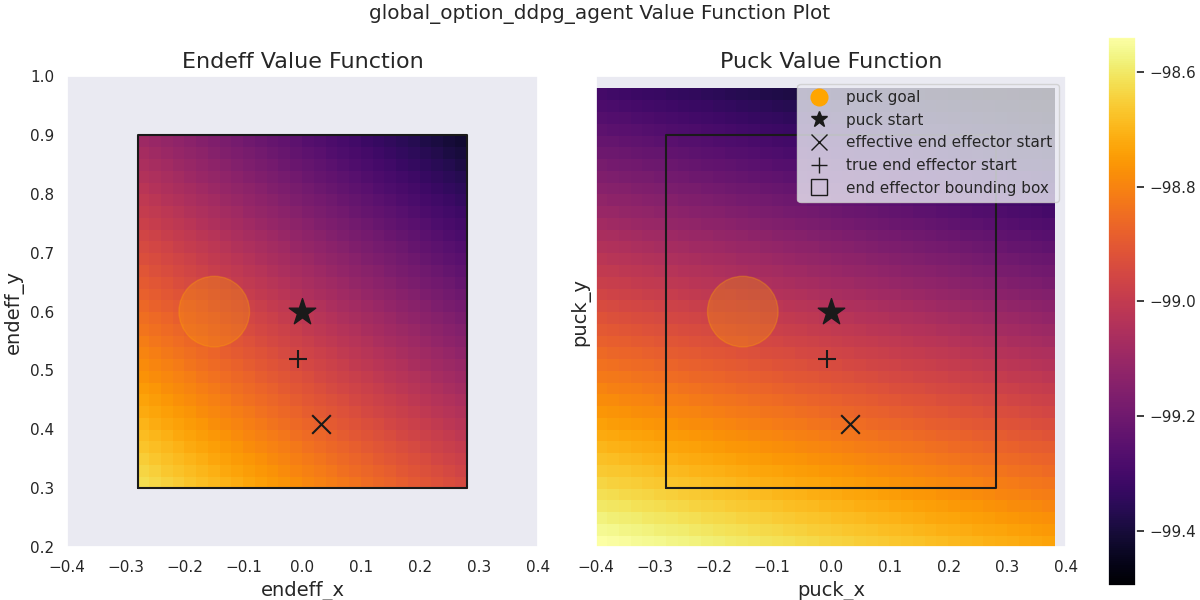 global_option_ddpg_agent Value Function Plot
Endeff Value Function
endeff_y
1.0
0.9
0.8
0.7
0.6
0.5
0.4
0.3
0.2
−0.4 −0.3 −0.2 −0.1 0.0 0.1 0.2 0.3 0.4
endeff_x
Puck Value Function
puck goal
puck start
effective end effector start
true end effector start
end effector bounding box
puck_y
−0.4 −0.3 −0.2 −0.1 0.0 0.1 0.2 0.3 0.4
puck_x
−98.6
−98.8
−99.0
−99.2
−99.4